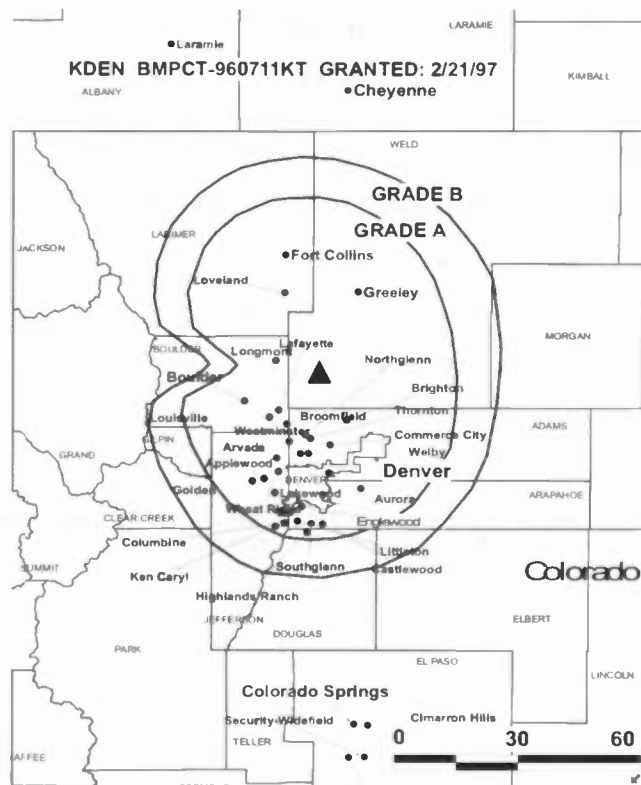 LARAMIE
Laramie
KDEN BMPCT-960711KT GRANTED: 2/21/97
KIMBALL
ALBANY
Cheyenne
WELD
GRADE B
LARIMER
GRADE A
JACKSON
Fort Collins
Loveland
Greeley
MORGAN
Lafayette
BOULDER
Longmont
Northglenn
Boulder
Brighton
Louisville
Broomfield
Thornton
Westminster
ADAMS
GILPIN
Commerce City
Arvada
Welby
GRAND
Applewood
Denver
DENVER
Golden
Lakewood
Aurora
ARAPAHOE
Wheat Ridge
CLEAR CREEK
Englewood
Columbine
Littleton
SUMMIT
Southglenn
Castlewood
Ken Caryl
Colorado
Highlands Ranch
JEFFERSON
ELBERT
DOUGLAS
PARK
EL PASO
LINCOLN
Colorado Springs
Security-Widefield
Cimarron Hills
TELLER
0 30 60
AFFEE